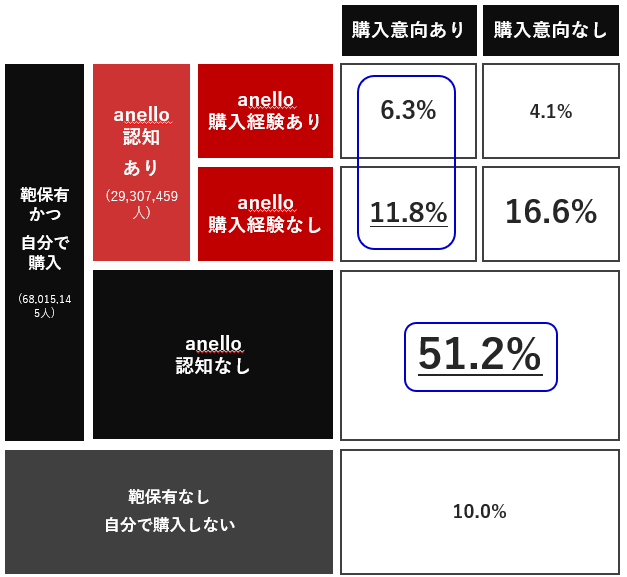 購入意向あり
購入意向なし
anello
認知
あり
(29,307,459
人)
anello
購入経験あり
6.3%
4.1%
anello
購入経験なし
11.8%
16.6%
鞄保有
かつ
自分で
購入
(68,015,14
5人)
anello
認知なし
51.2%
鞄保有なし
自分で購入しない
10.0%